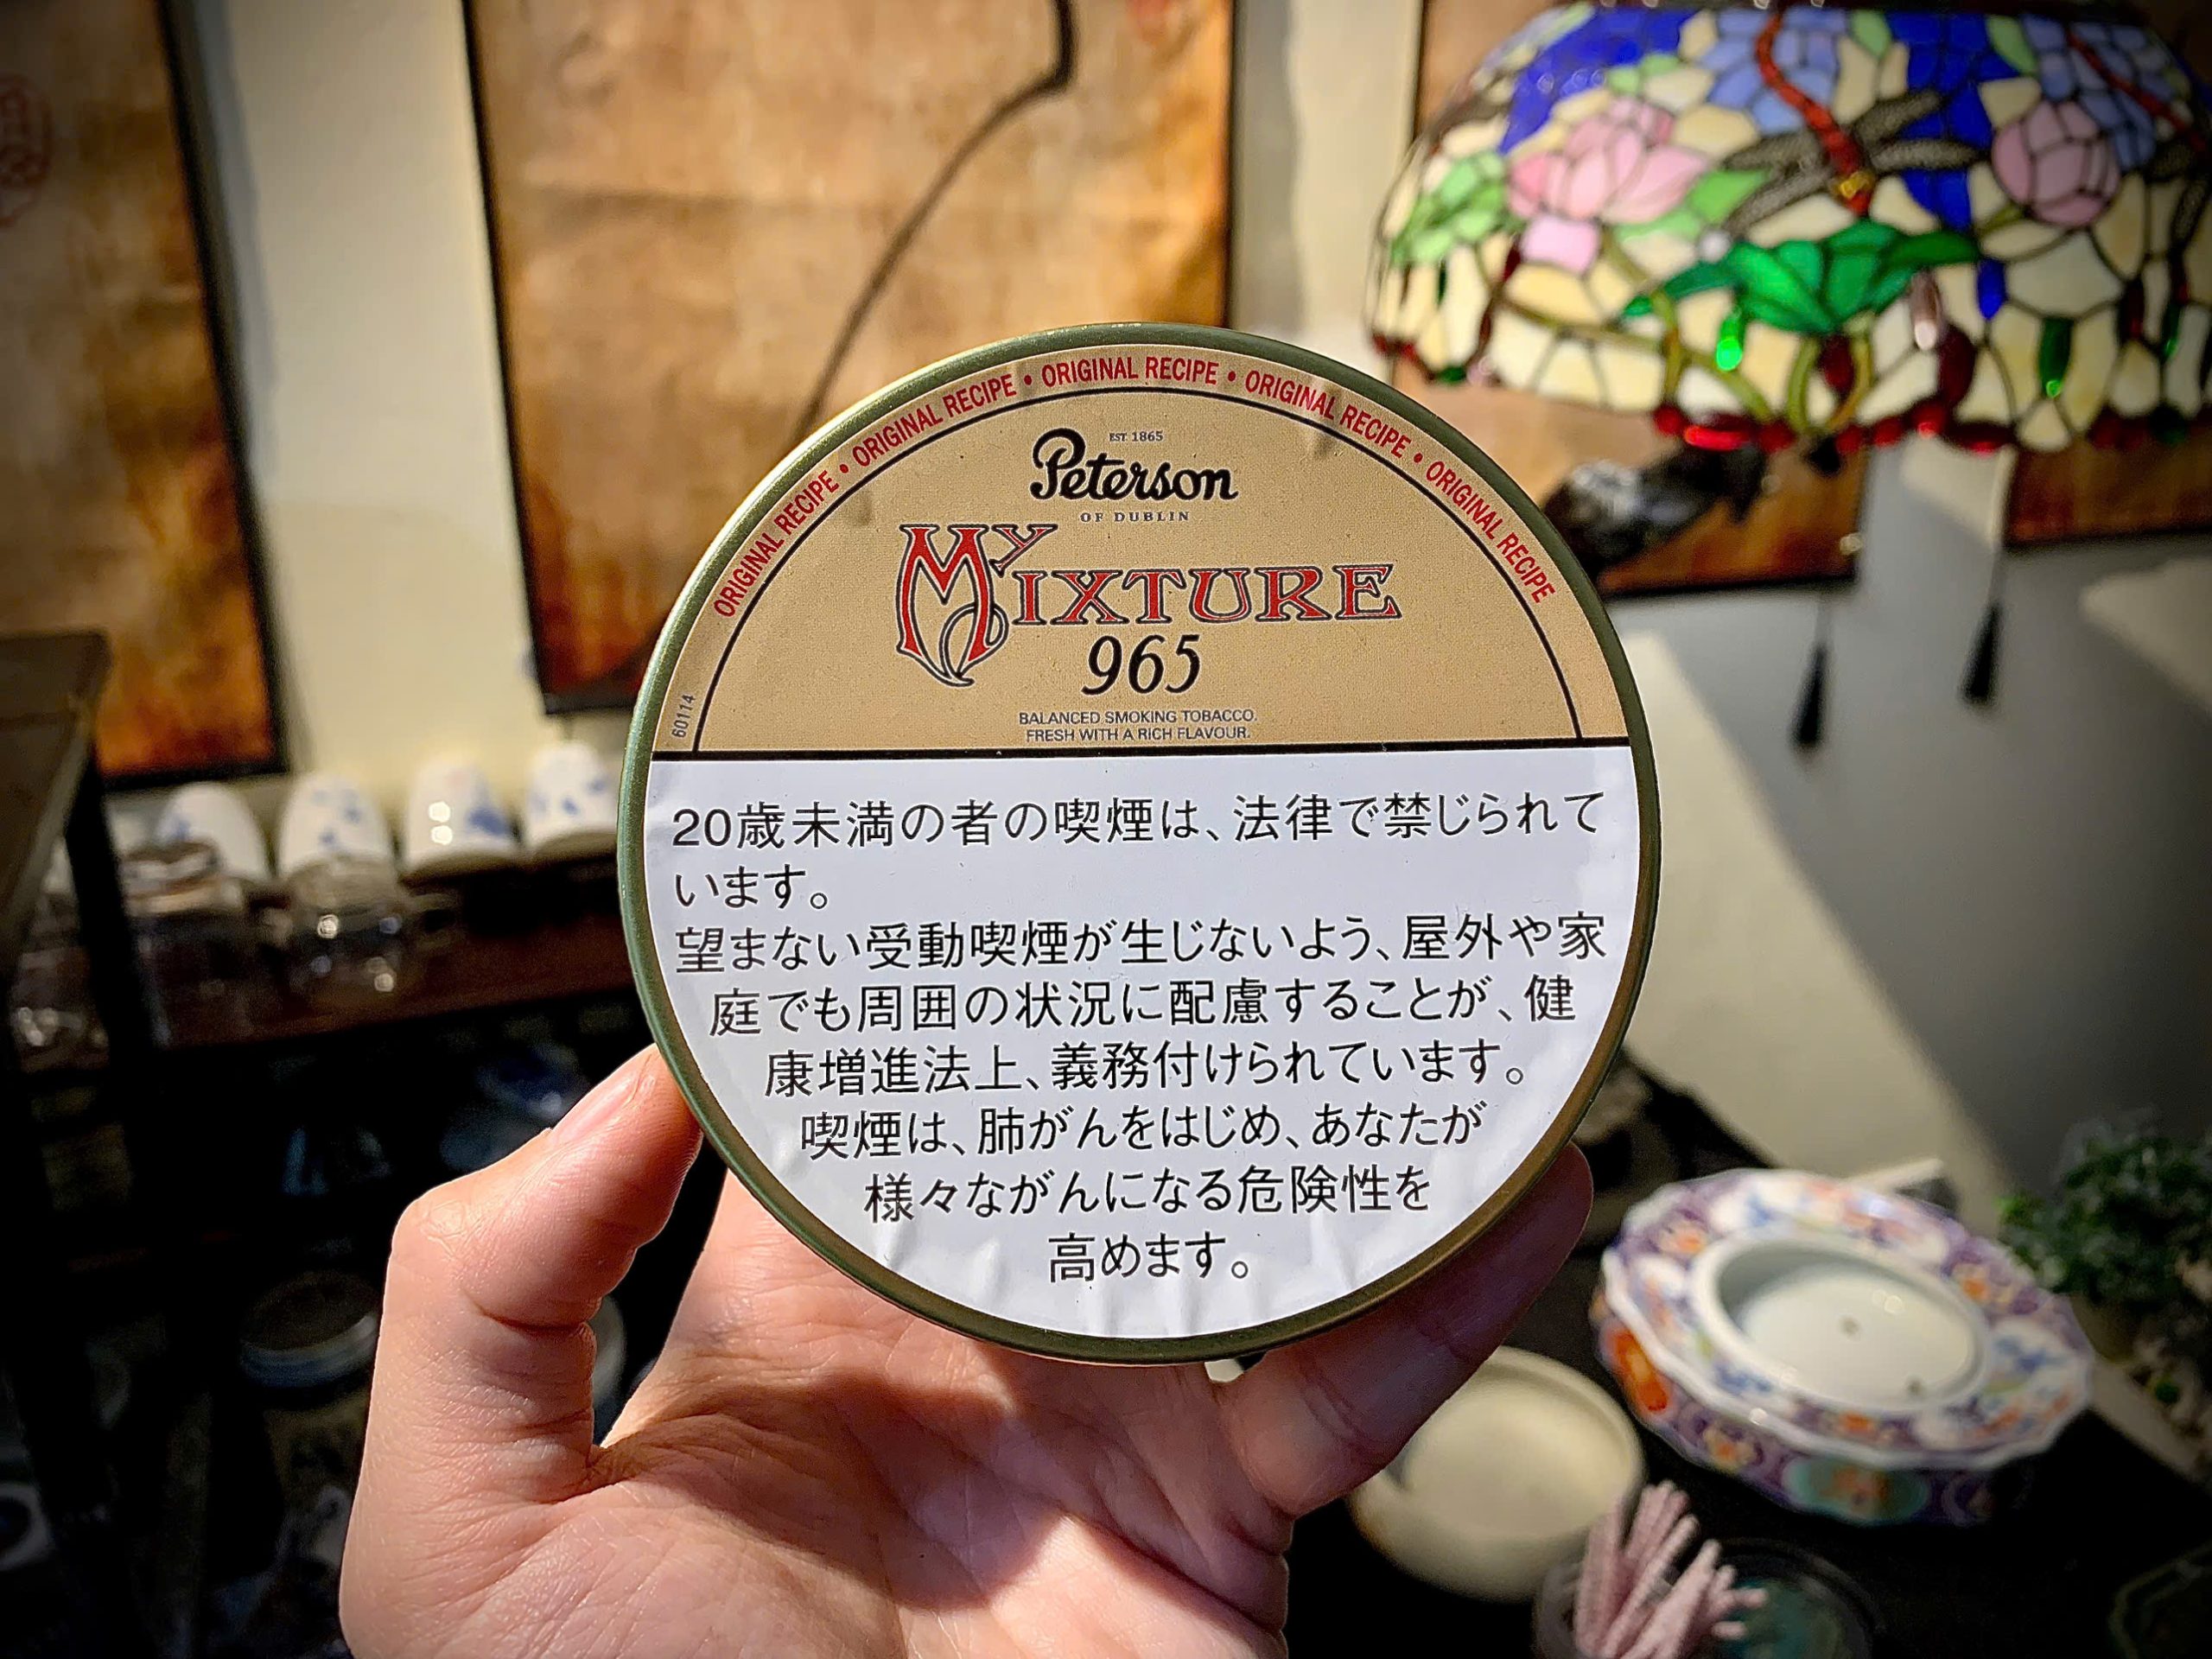 ORIGINAL RECIPE • ORIGINAL RECIPE • ORIGINAL RECIPE • ORIGINAL RECIPE • ORIGINAL RECIPE
EST. 1865
Peterson
OF DUBLIN
MY MIXTURE
965
BALANCED SMOKING TOBACCO.
FRESH WITH A RICH FLAVOUR.
60114
20歳未満の者の喫煙は、法律で禁じられて
います。
望まない受動喫煙が生じないよう、屋外や家
庭でも周囲の状況に配慮することが、健
康増進法上、義務付けられています。
喫煙は、肺がんをはじめ、あなたが
様々ながんになる危険性を
高めます。